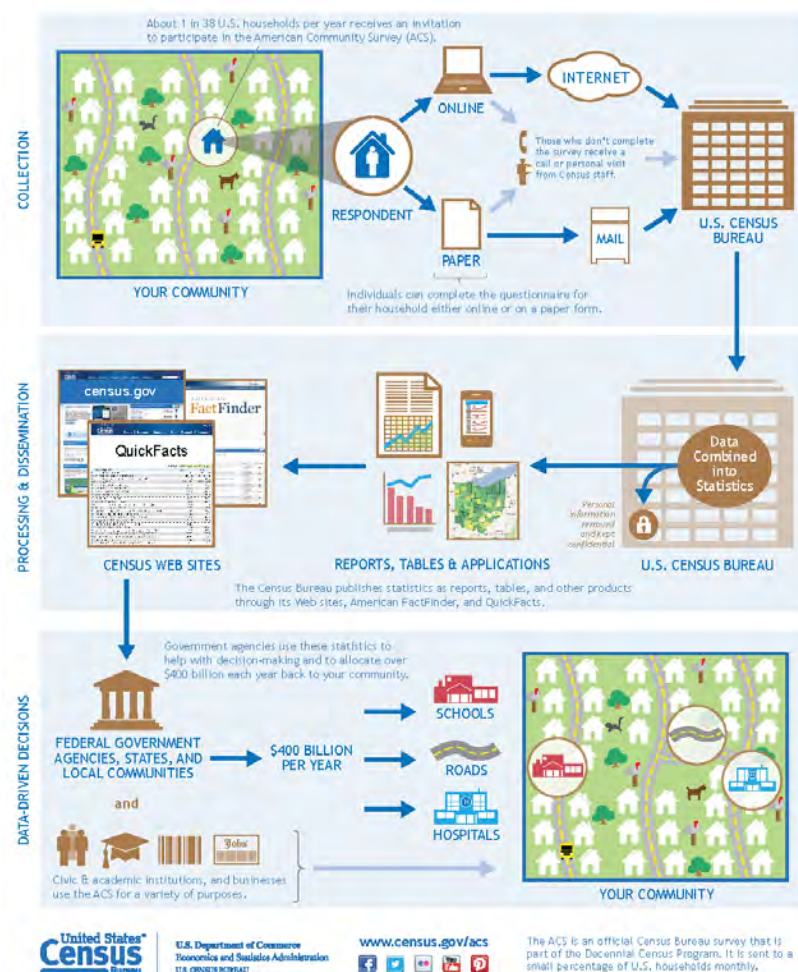 About 1 in 38 U.S. households per year receives an invitation
to participate in the American Community Survey (ACS).
COLLECTION
YOUR COMMUNITY
RESPONDENT
ONLINE
INTERNET
Those who don't complete
the survey receive a
call or personal visit
from Census staff.
PAPER
MAIL
U.S. CENSUS
BUREAU
Individuals can complete the questionnaire for
their household either online or on a paper form.
PROCESSING & DISSEMINATION
census.gov
FactFinder
QuickFacts
CENSUS WEB SITES
REPORTS, TABLES & APPLICATIONS
Data
Combined
into
Statistics
Personal
information
removed
and kept
confidential
U.S. CENSUS BUREAU
The Census Bureau publishes statistics as reports, tables, and other products
through its Web sites, American FactFinder, and QuickFacts.
DATA-DRIVEN DECISIONS
Government agencies use these statistics to
help with decision-making and to allocate over
$400 billion each year back to your community.
FEDERAL GOVERNMENT
AGENCIES, STATES, AND
LOCAL COMMUNITIES
$400 BILLION
PER YEAR
SCHOOLS
ROADS
HOSPITALS
and
Jobs
Civic & academic institutions, and businesses
use the ACS for a variety of purposes.
H
YOUR COMMUNITY
United States
Census
Bureau
U.S. Department of Commerce
Economics and Statistics Administration
U.S. CENSUS BUREAU
www.census.gov/acs
The ACS is an official Census Bureau survey that is
part of the Decennial Census Program. It is sent to a
small percentage of U.S. households monthly.